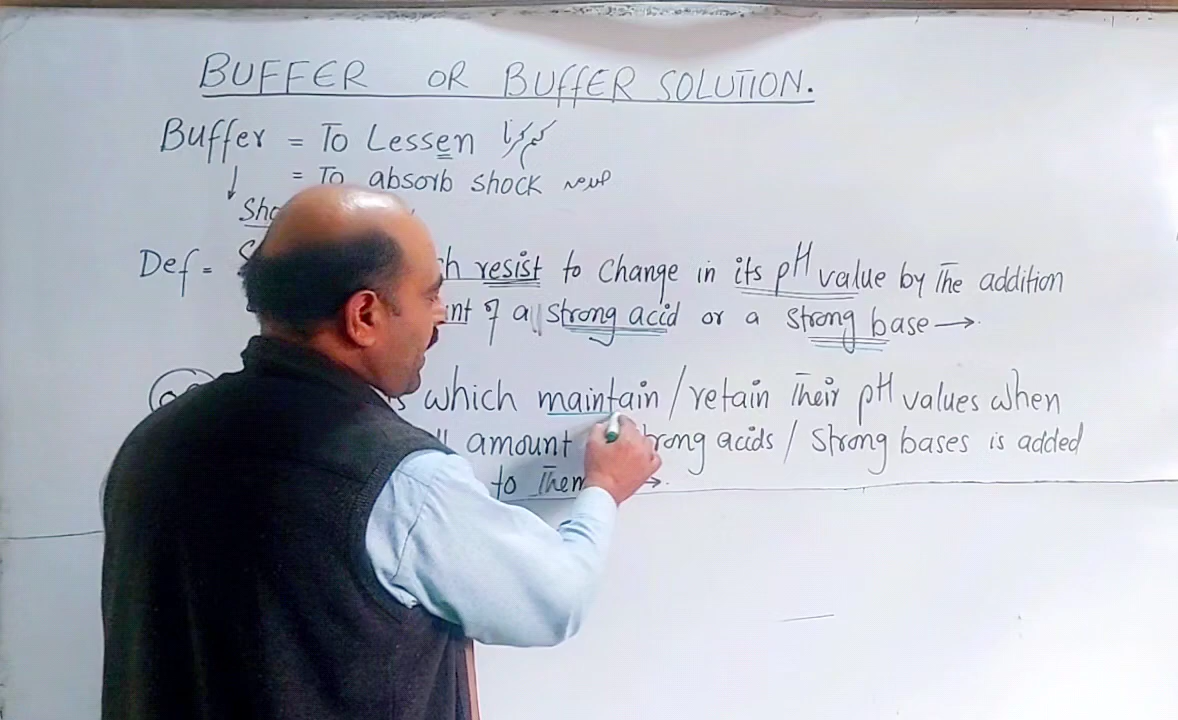 BUFFER OR BUFFER SOLUTION.
Buffer = To Lessen کم کرنا
= To absorb shock
Def = resist to change in its pH value by The addition
of a strong acid or a strong base →.
which maintain / retain Their pH values when
amount strong acids / strong bases is added
to Them →.